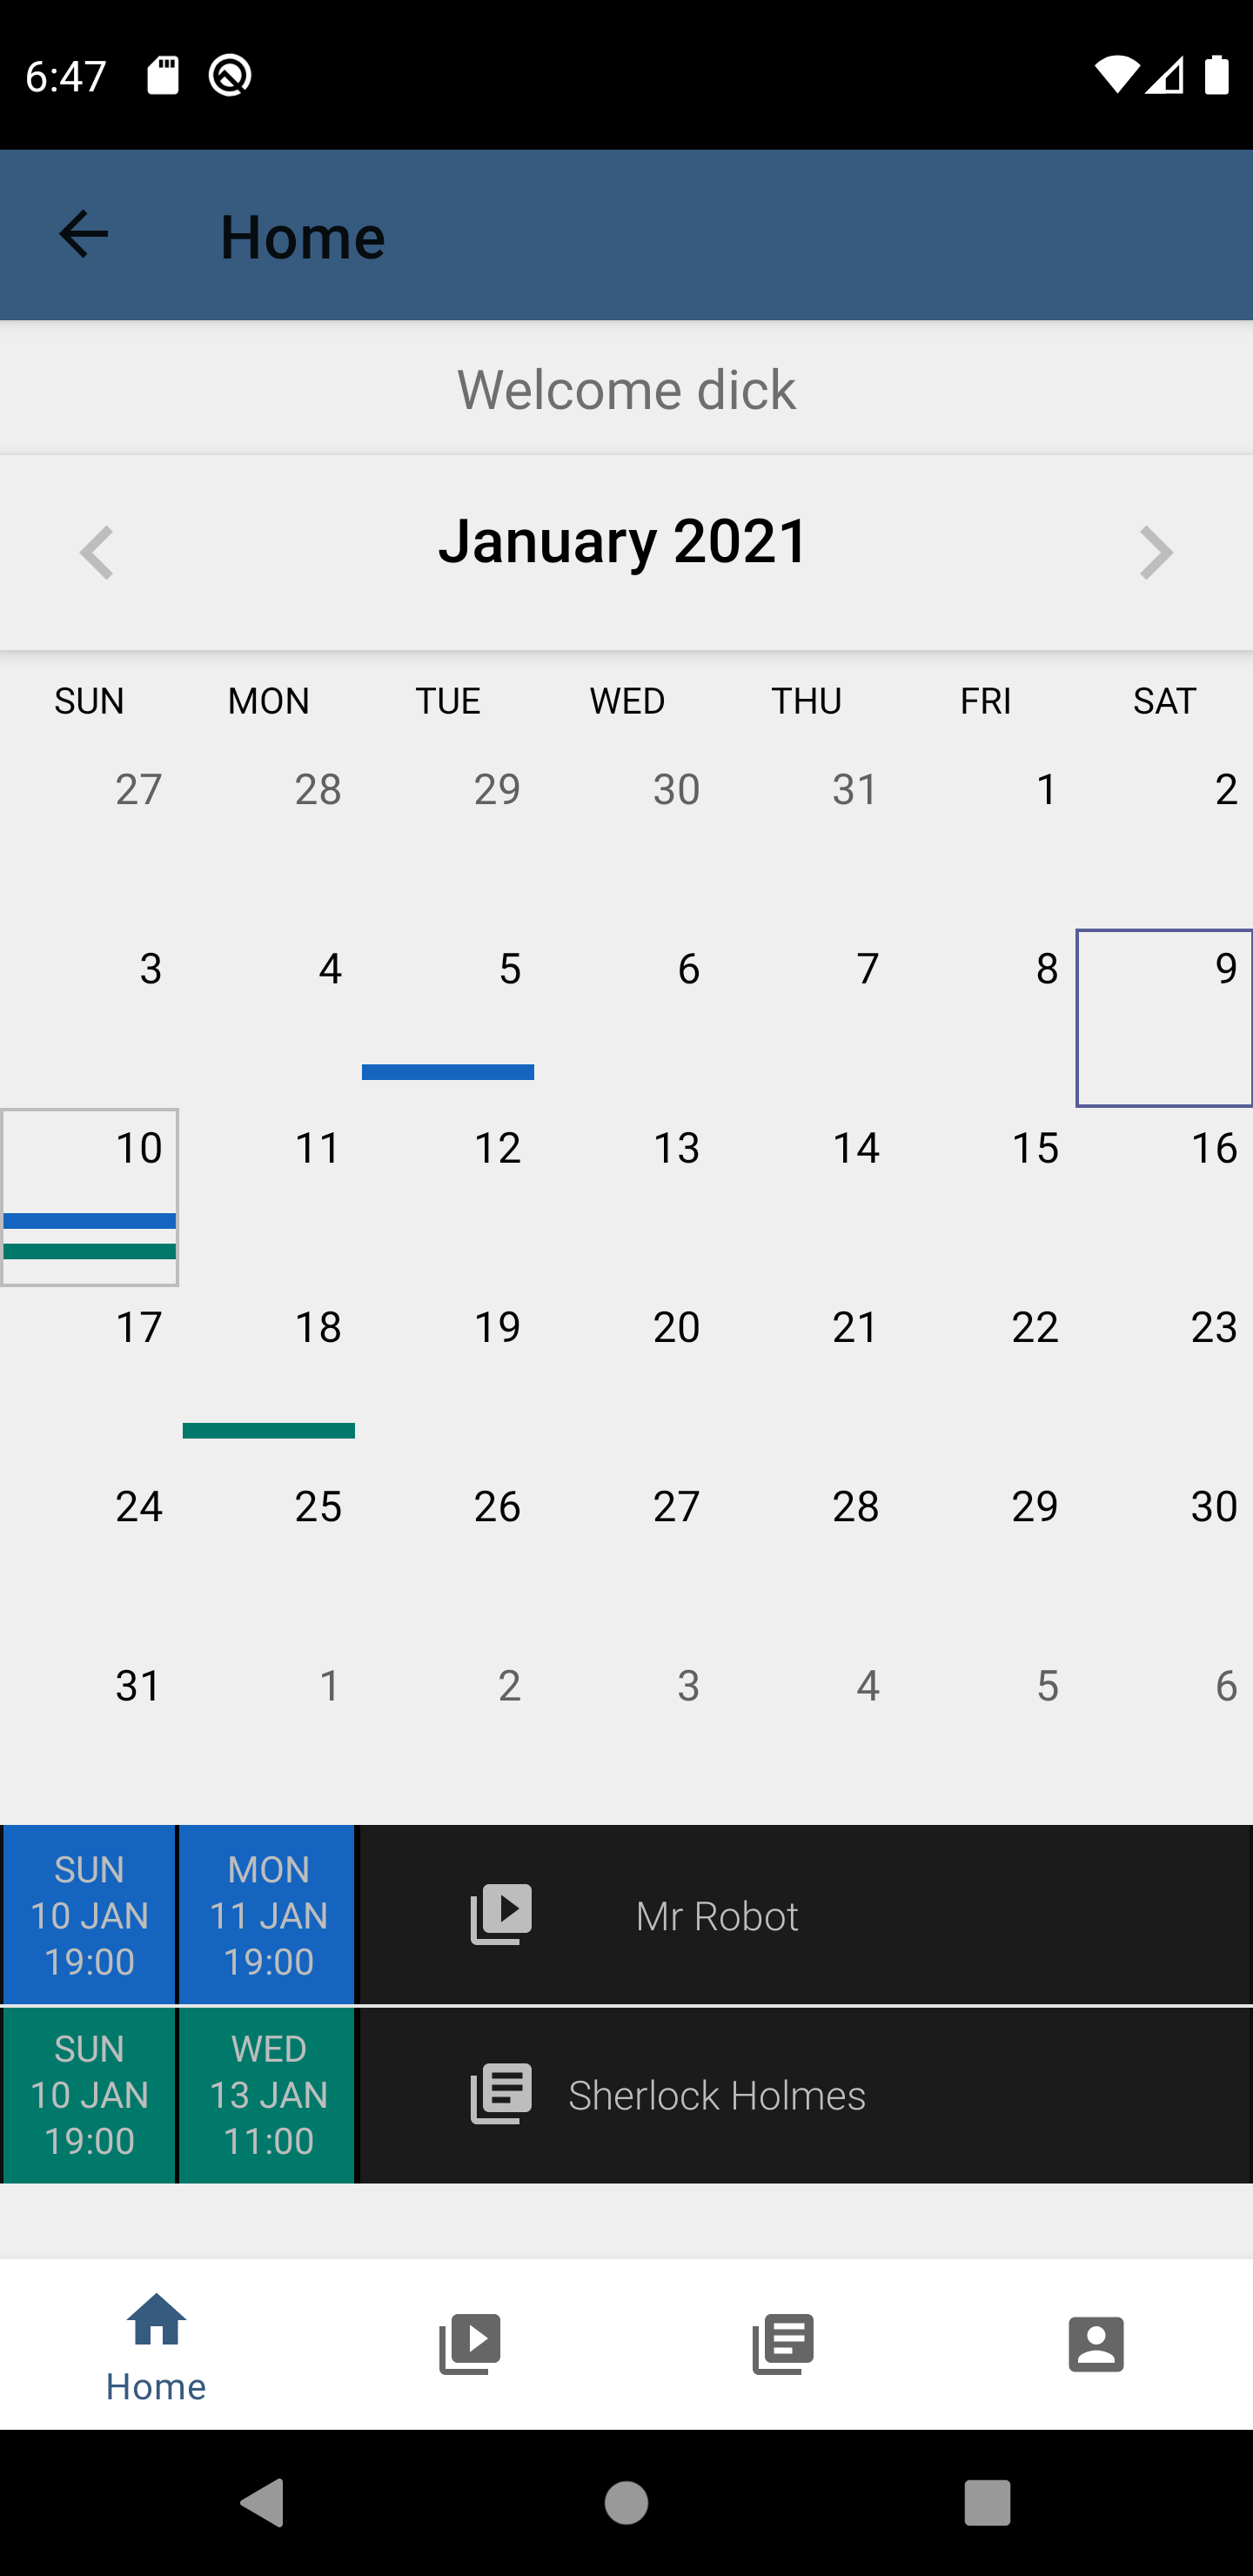 6:47
Home
Welcome dick
January 2021
SUN MON TUE WED THU FRI SAT
27 28 29 30 31 1 2
3 4 5 6 7 8 9
10 11 12 13 14 15 16
17 18 19 20 21 22 23
24 25 26 27 28 29 30
31 1 2 3 4 5 6
SUN
10 JAN
19:00
MON
11 JAN
19:00
Mr Robot
SUN
10 JAN
19:00
WED
13 JAN
11:00
Sherlock Holmes
Home